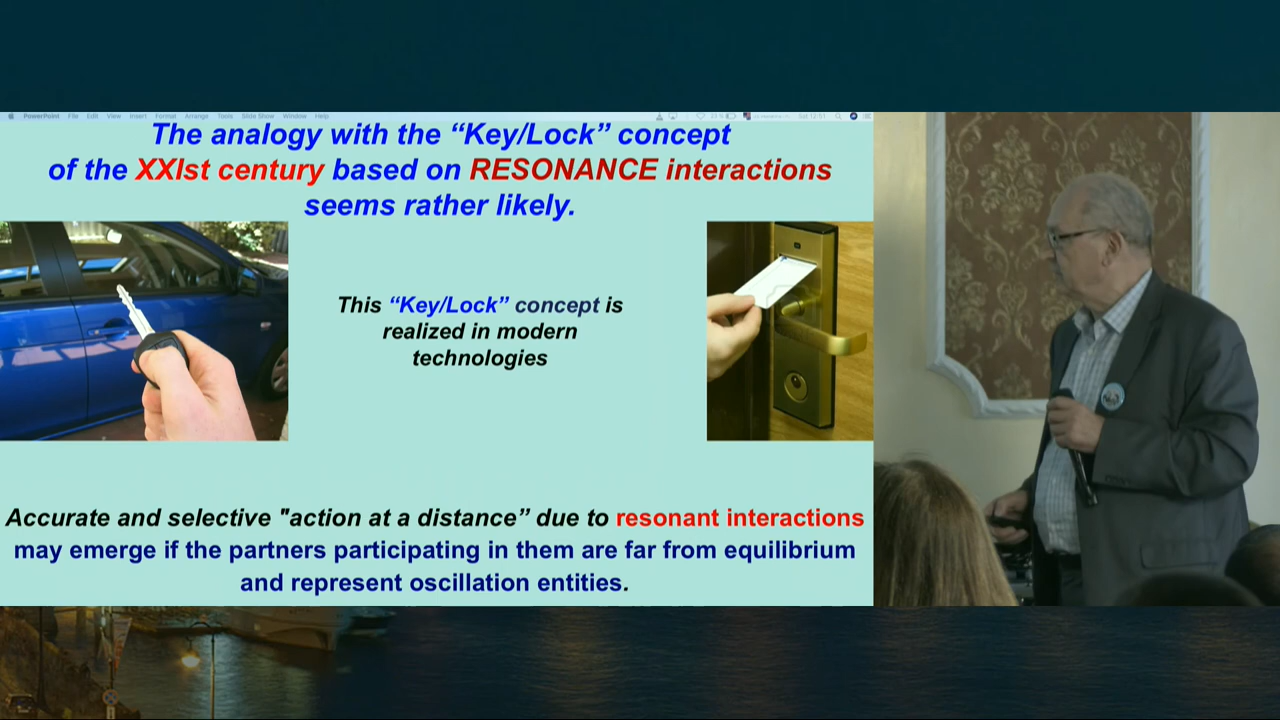 PowerPoint File Edit View Insert Format Arrange Tools Slide Show Window Help
The analogy with the “Key/Lock” concept
of the XXIst century based on RESONANCE interactions
seems rather likely.
This “Key/Lock” concept is
realized in modern
technologies
Accurate and selective "action at a distance” due to resonant interactions
may emerge if the partners participating in them are far from equilibrium
and represent oscillation entities.